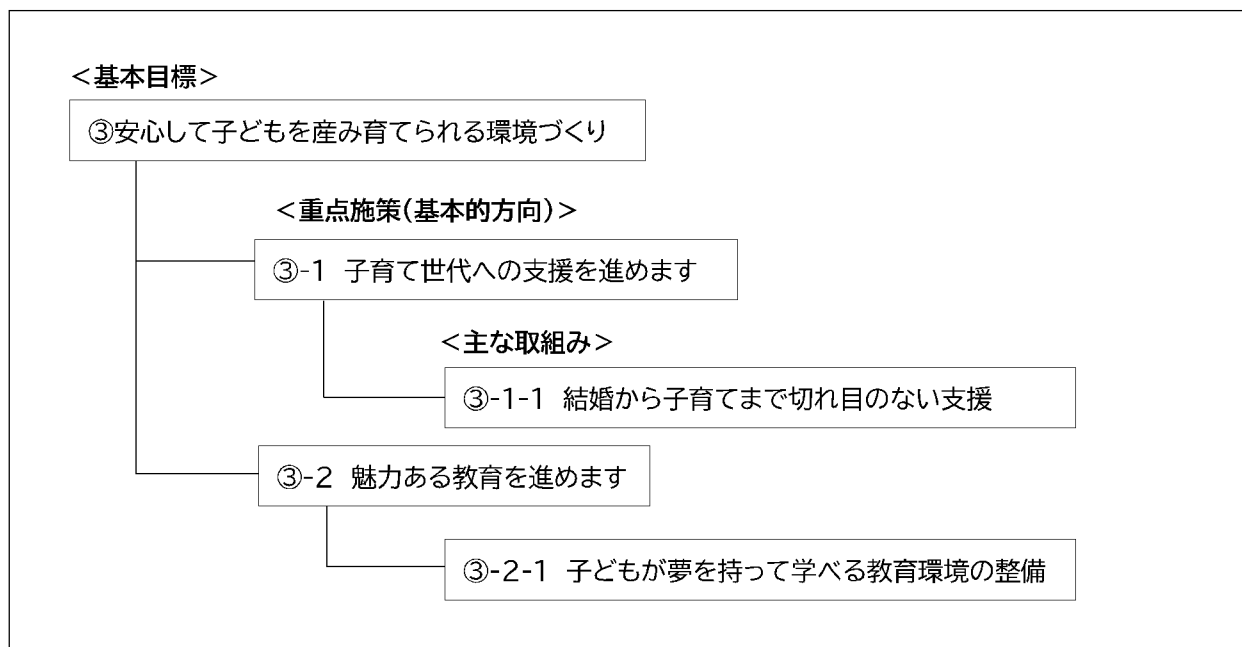 ＜基本目標＞
③安心して子どもを産み育てられる環境づくり
＜重点施策(基本的方向)＞
③-1 子育て世代への支援を進めます
＜主な取組み＞
③-1-1 結婚から子育てまで切れ目のない支援
③-2 魅力ある教育を進めます
③-2-1 子どもが夢を持って学べる教育環境の整備